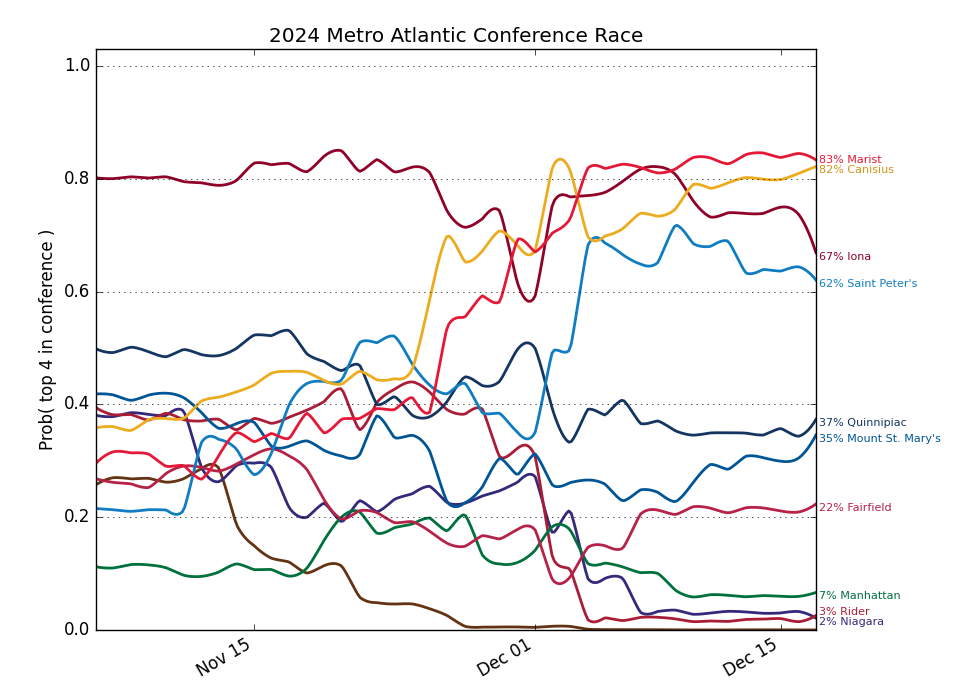 2024 Metro Atlantic Conference Race
Prob( top 4 in conference )
1.0
0.8
0.6
0.4
0.2
0.0
Nov 15
Dec 01
Dec 15
83% Marist
82% Canisius
67% Iona
62% Saint Peter's
37% Quinnipiac
35% Mount St. Mary's
22% Fairfield
7% Manhattan
3% Rider
2% Niagara